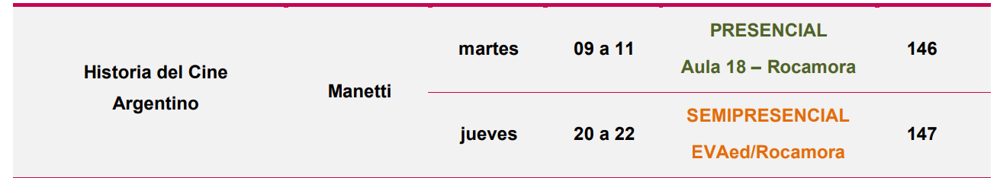 Historia del Cine
Argentino
Manetti
martes
09 a 11
PRESENCIAL
Aula 18 – Rocamora
146
jueves
20 a 22
SEMIPRESENCIAL
EVAed/Rocamora
147